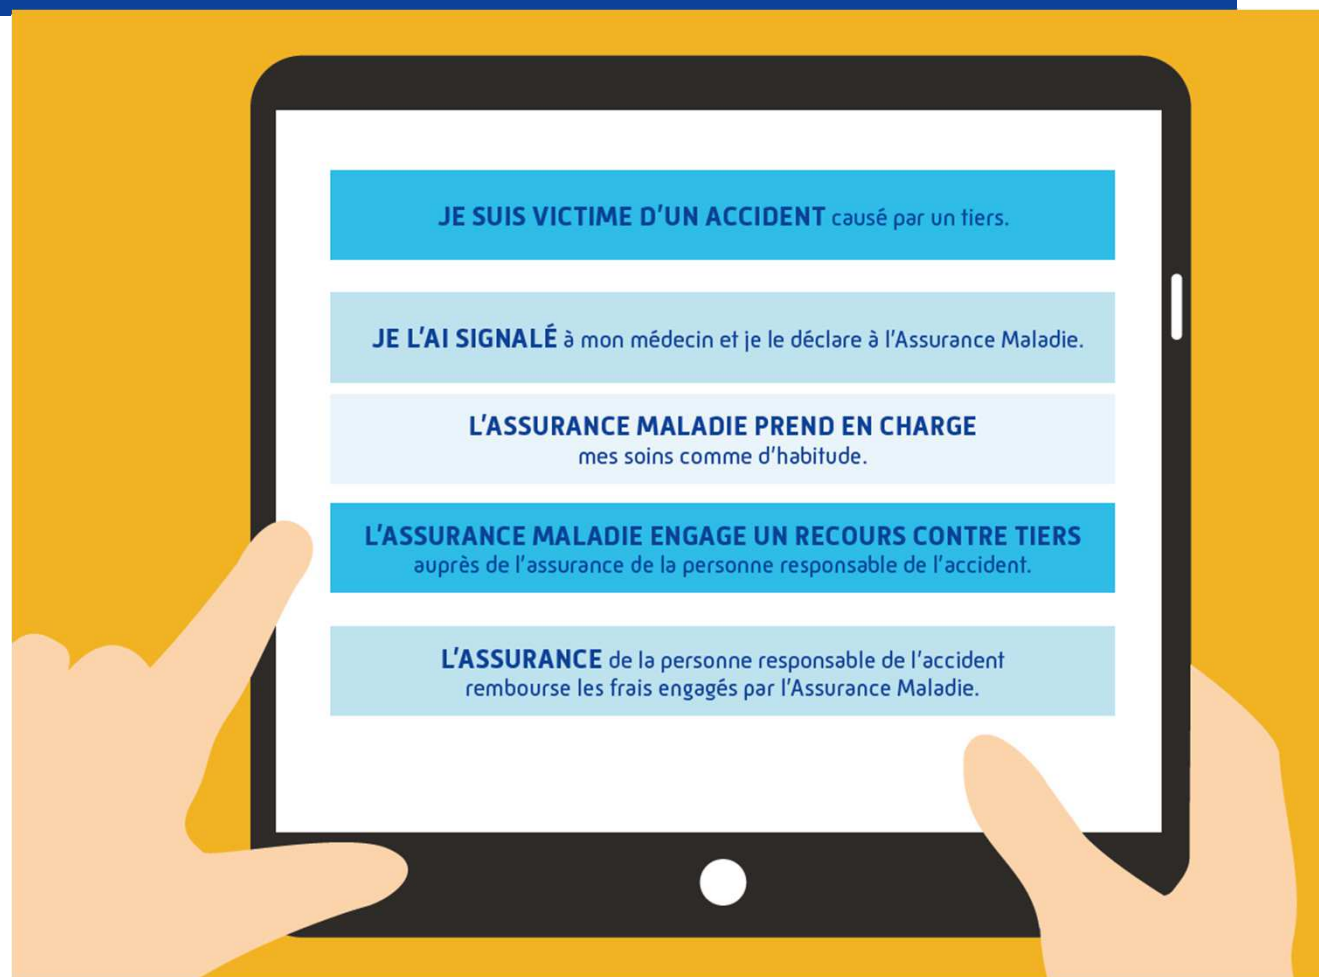 JE SUIS VICTIME D'UN ACCIDENT causé par un tiers.
JE L'AI SIGNALÉ à mon médecin et je le déclare à l'Assurance Maladie.
L'ASSURANCE MALADIE PREND EN CHARGE
mes soins comme d'habitude.
L'ASSURANCE MALADIE ENGAGE UN RECOURS CONTRE TIERS
auprès de l'assurance de la personne responsable de l'accident.
L'ASSURANCE de la personne responsable de l'accident
rembourse les frais engagés par l'Assurance Maladie.